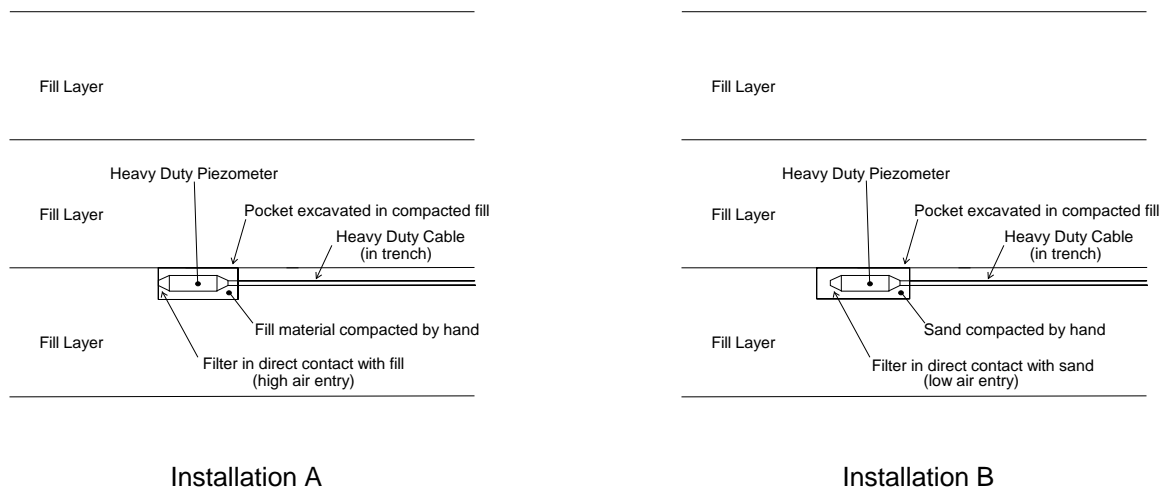 Fill Layer
Heavy Duty Piezometer
Fill Layer
Pocket excavated in compacted fill
Heavy Duty Cable
(in trench)
Fill material compacted by hand
Fill Layer
Filter in direct contact with fill
(high air entry)
Installation A
Fill Layer
Heavy Duty Piezometer
Fill Layer
Pocket excavated in compacted fill
Heavy Duty Cable
(in trench)
Sand compacted by hand
Fill Layer
Filter in direct contact with sand
(low air entry)
Installation B